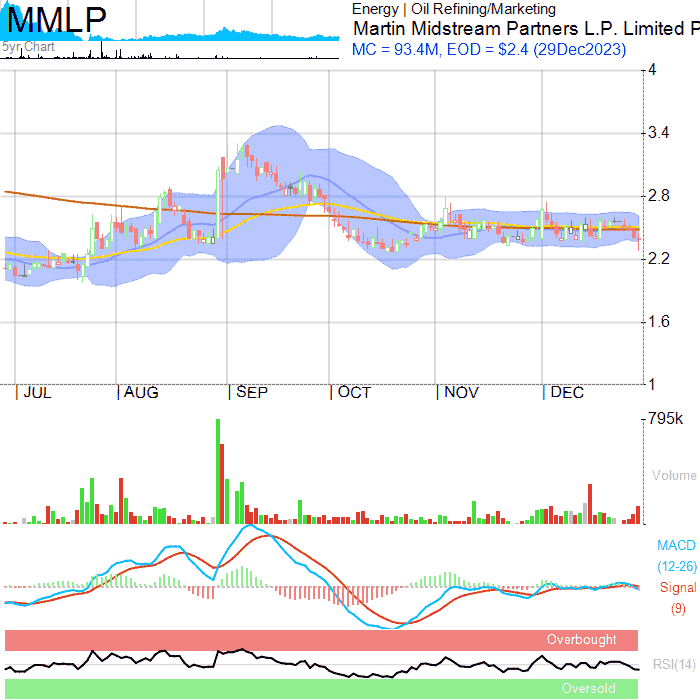 MMLP
5yr Chart
Energy | Oil Refining/Marketing
Martin Midstream Partners L.P. Limited P
MC = 93.4M, EOD = $2.4 (29Dec2023)
4
3.4
2.8
2.2
1.6
1
JUL AUG SEP OCT NOV DEC
795k
Volume
MACD
(12-26)
Signal
(9)
Overbought
RSI(14)
Oversold